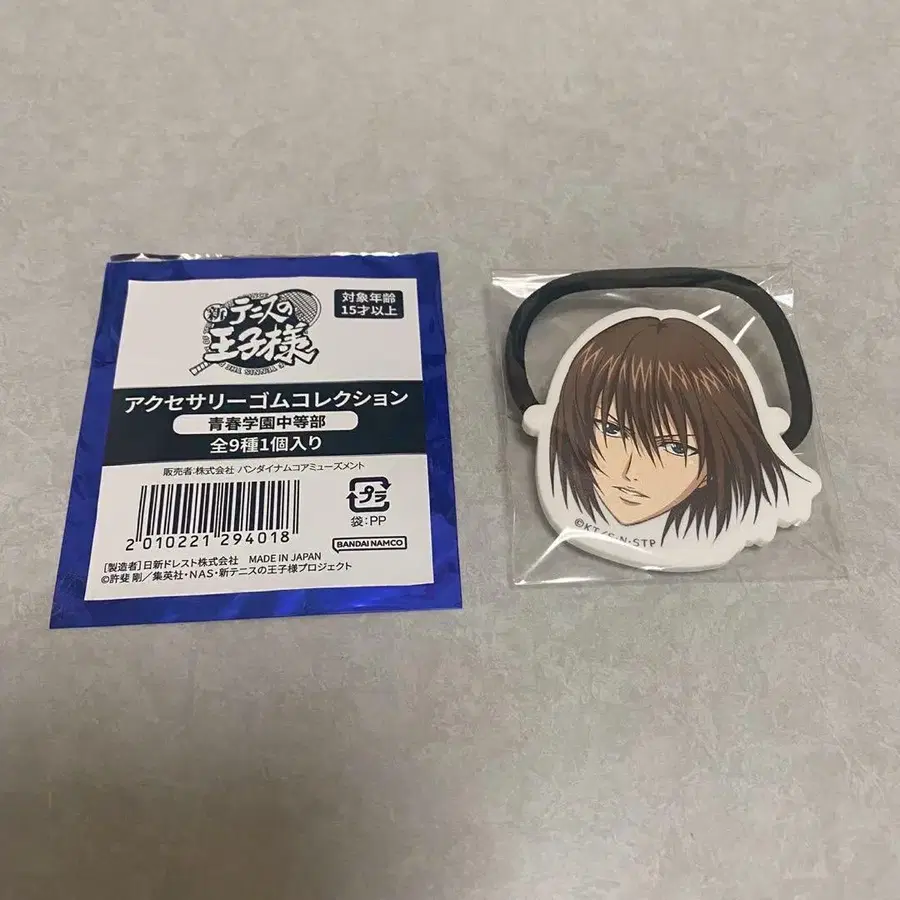 新テニスの
王子様
対象年齢
15才以上
アクセサリーゴムコレクション
青春学園中等部
全9種1個入り
販売者:株式会社 バンダイナムコアミューズメント
2 010221 294018
プラ
袋:PP
BANDAI NAMCO
[製造者]日新ドレスト株式会社 MADE IN JAPAN
©許斐 剛/集英社・NAS・新テニスの王子様プロジェクト
©KT/S・N・STP